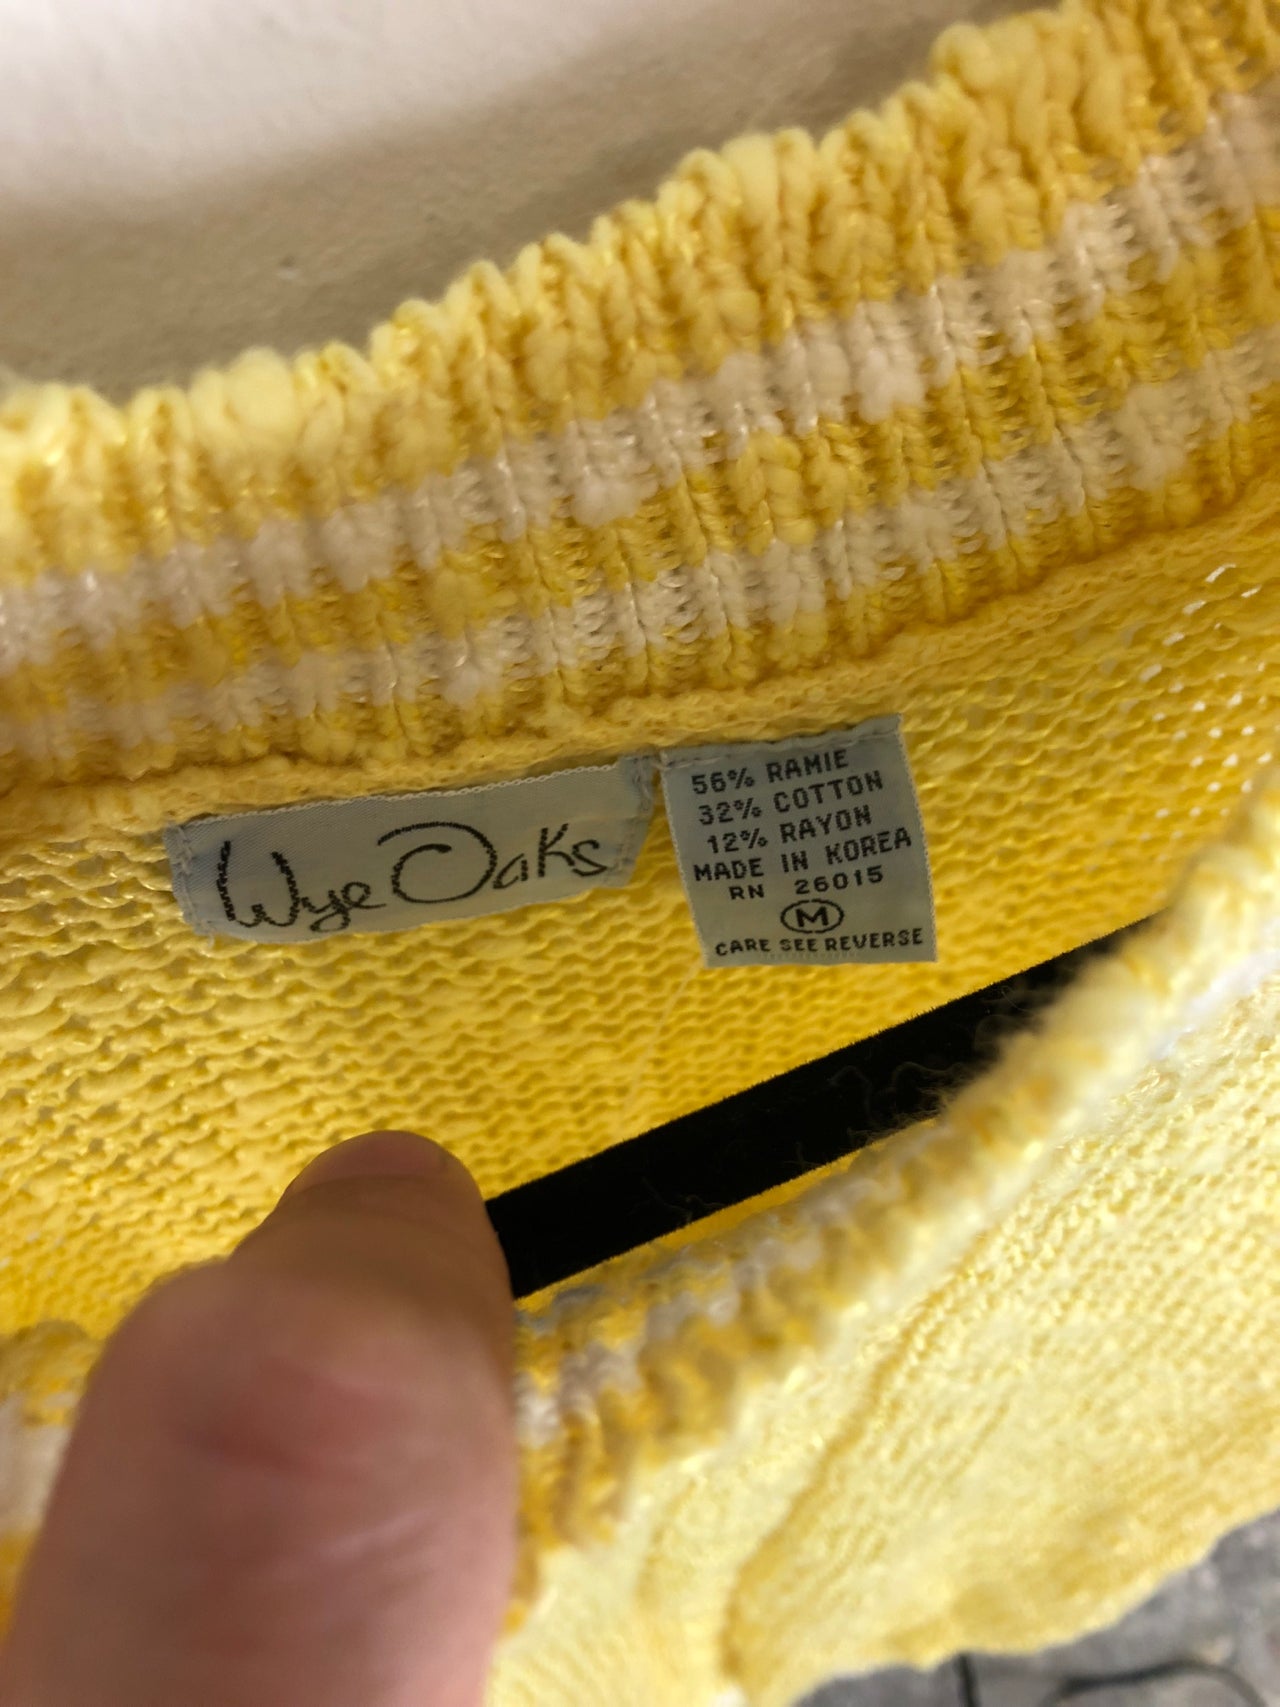 Wye Oaks
56% RAMIE
32% COTTON
12% RAYON
MADE IN KOREA
RN 26015
M
CARE SEE REVERSE